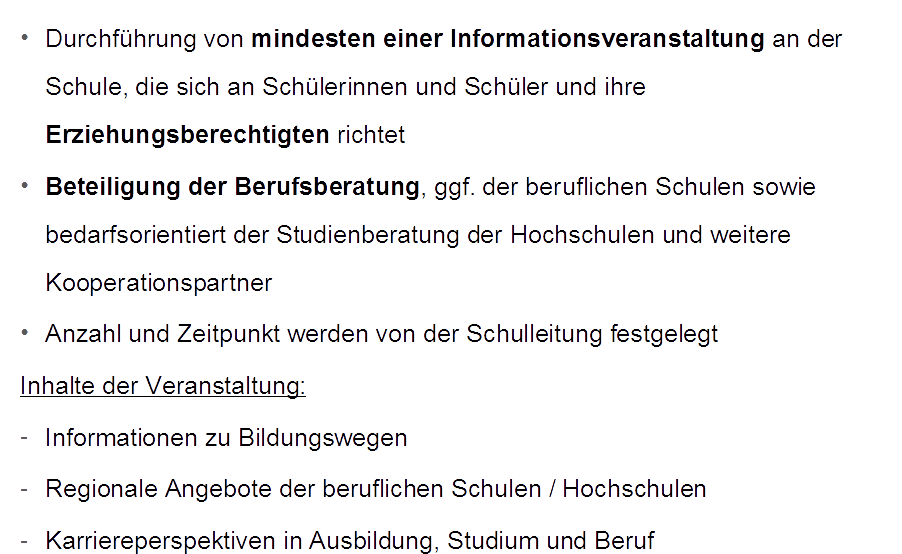 • Durchführung von mindesten einer Informationsveranstaltung an der
Schule, die sich an Schülerinnen und Schüler und ihre
Erziehungsberechtigten richtet
• Beteiligung der Berufsberatung, ggf. der beruflichen Schulen sowie
bedarfsorientiert der Studienberatung der Hochschulen und weitere
Kooperationspartner
• Anzahl und Zeitpunkt werden von der Schulleitung festgelegt
Inhalte der Veranstaltung:
- Informationen zu Bildungswegen
- Regionale Angebote der beruflichen Schulen / Hochschulen
- Karriereperspektiven in Ausbildung, Studium und Beruf